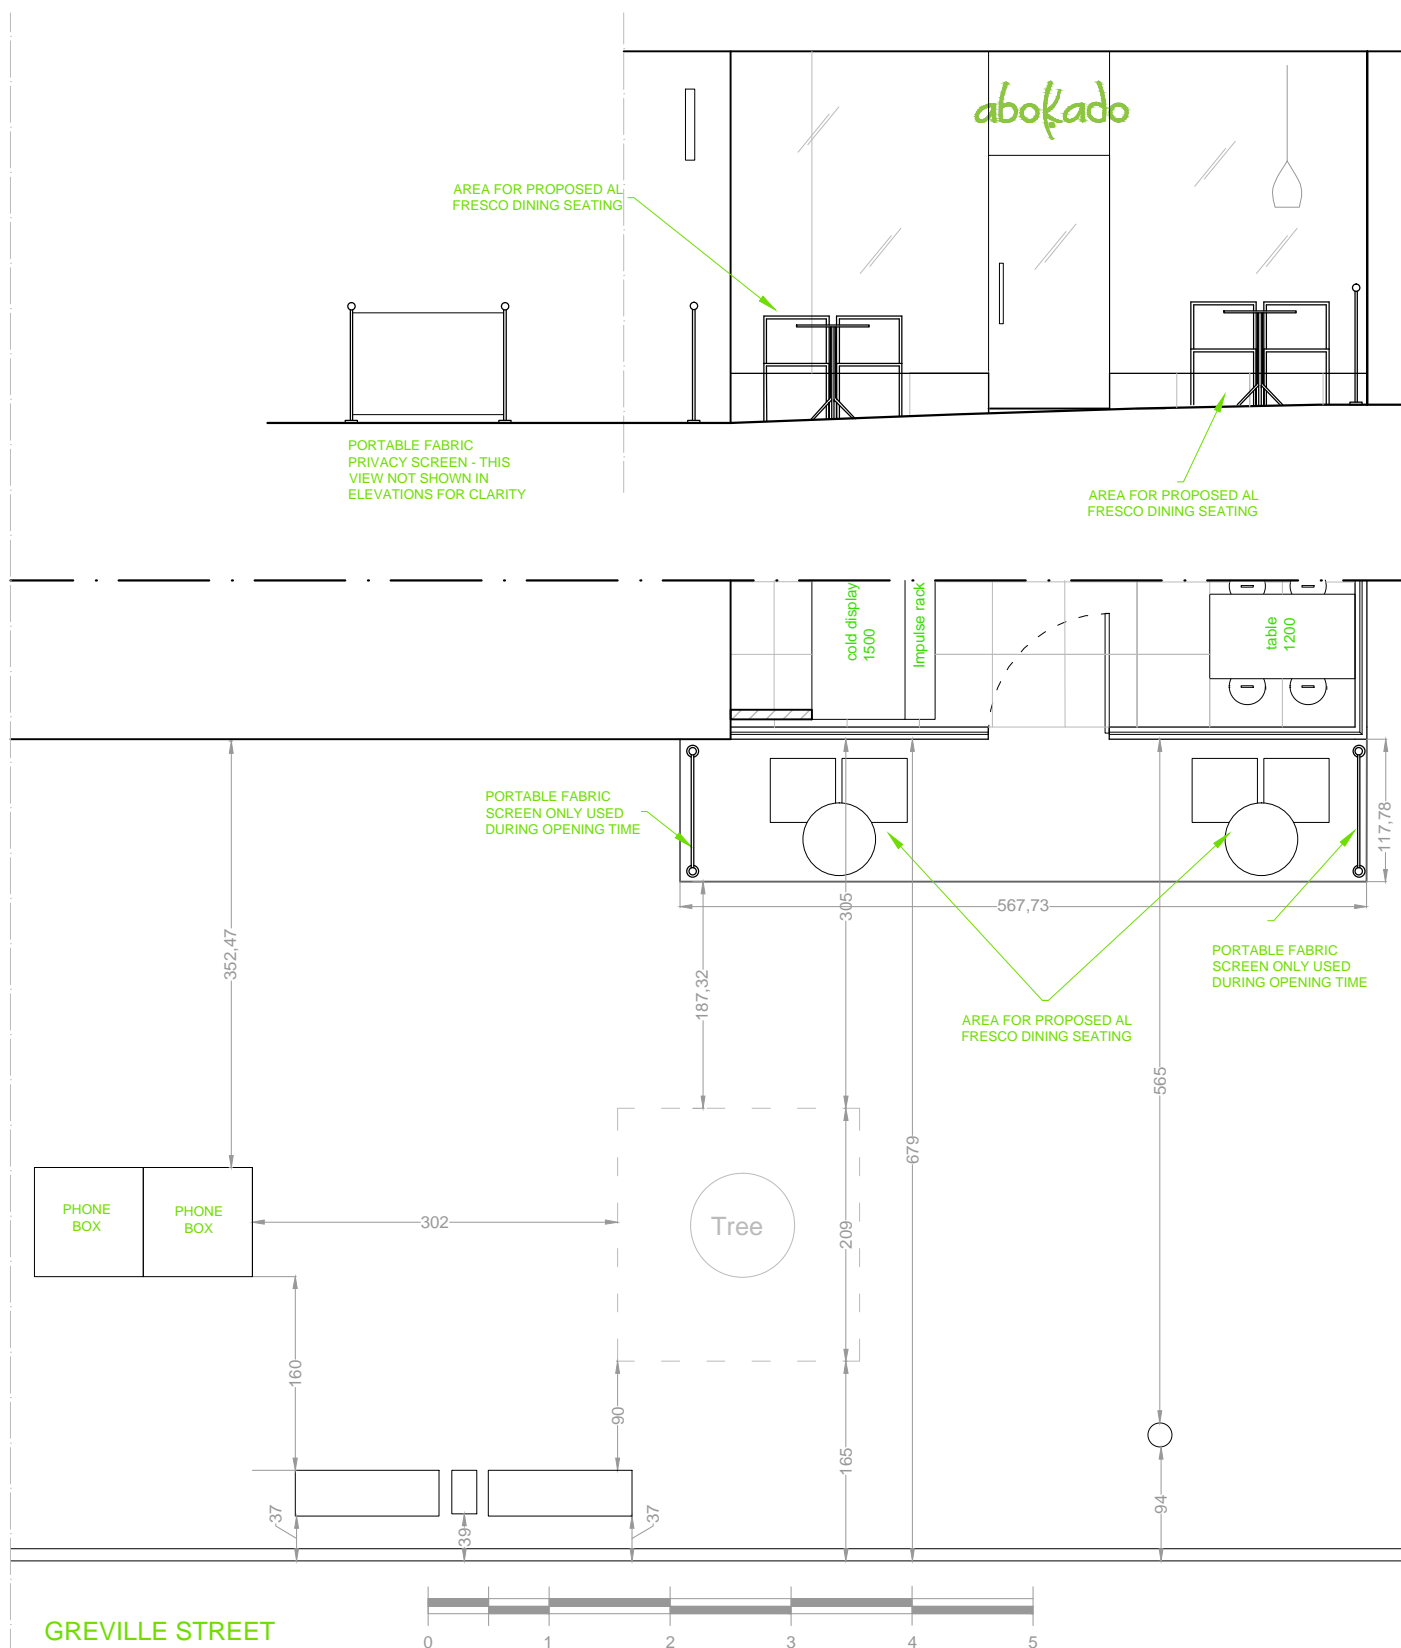 abokado
AREA FOR PROPOSED AL
FRESCO DINING SEATING
PORTABLE FABRIC
PRIVACY SCREEN - THIS
VIEW NOT SHOWN IN
ELEVATIONS FOR CLARITY
AREA FOR PROPOSED AL
FRESCO DINING SEATING
cold display
1500
Impulse rack
table
1200
PORTABLE FABRIC
SCREEN ONLY USED
DURING OPENING TIME
117,78
305
567,73
352,47
187,32
PORTABLE FABRIC
SCREEN ONLY USED
DURING OPENING TIME
AREA FOR PROPOSED AL
FRESCO DINING SEATING
565
679
PHONE
BOX
PHONE
BOX
302
Tree
209
160
90
165
37
39
37
94
GREVILLE STREET
0
1
2
3
4
5